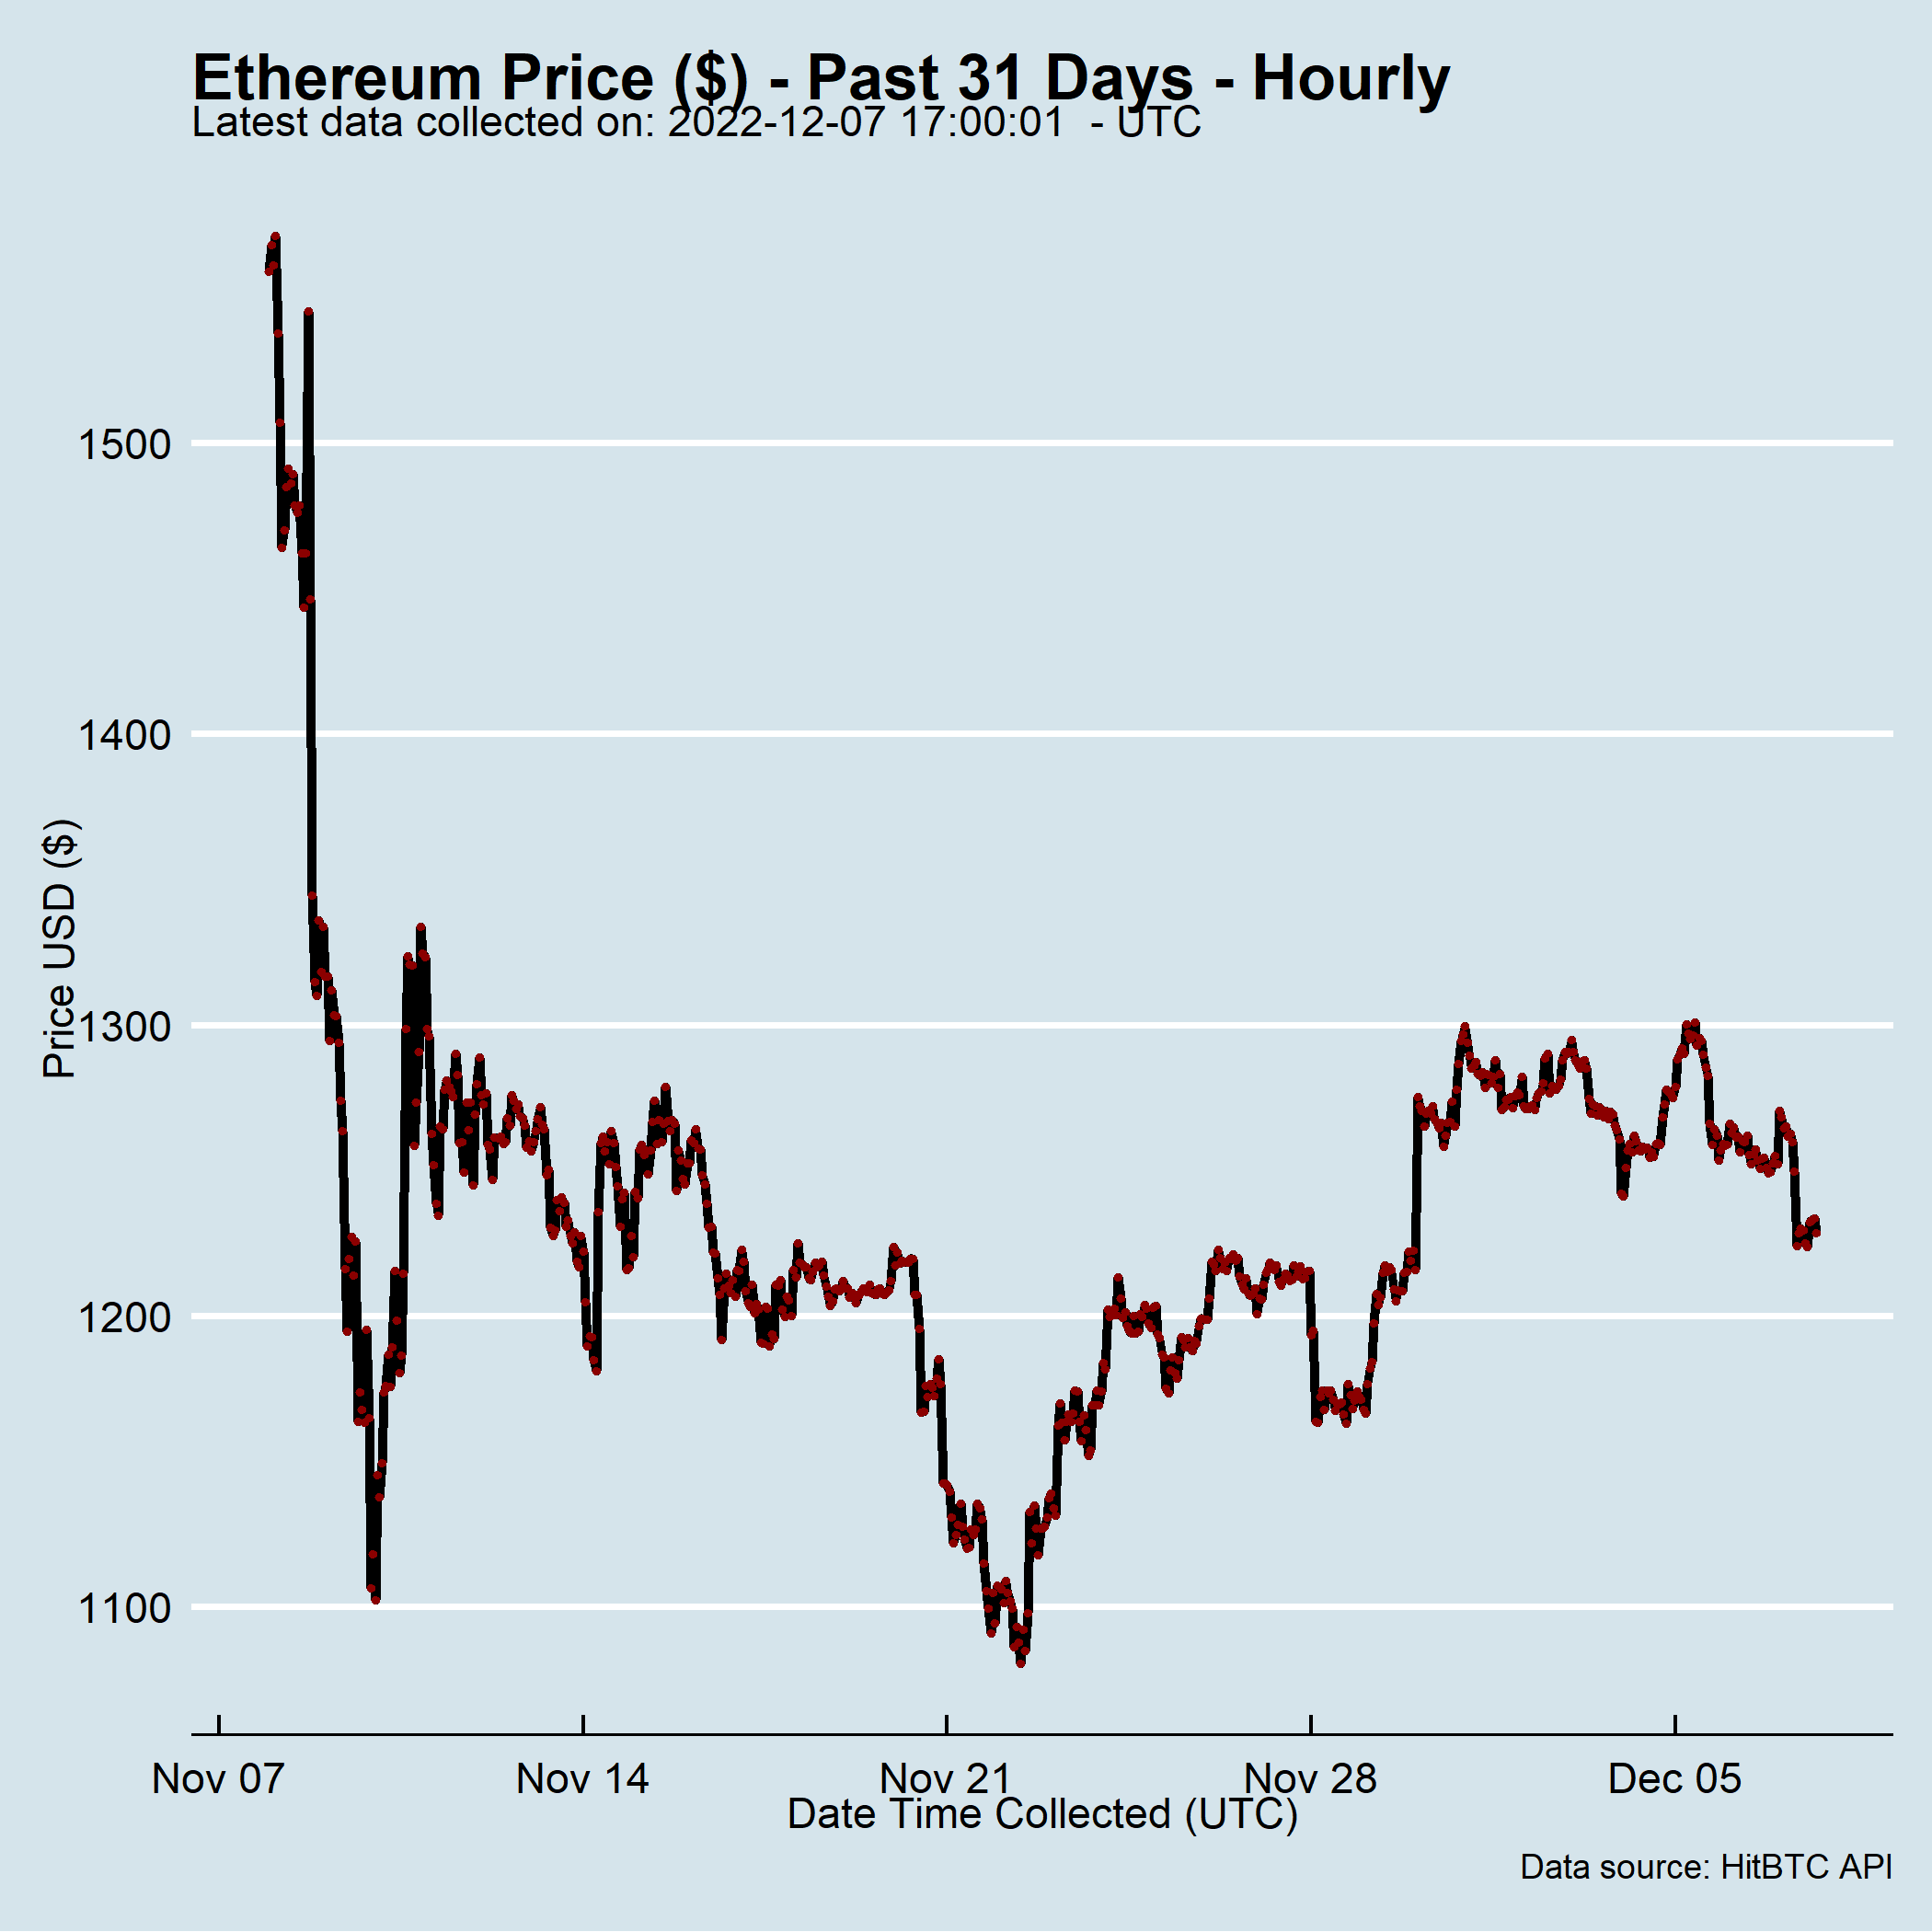 Ethereum Price ($) - Past 31 Days - Hourly
Latest data collected on: 2022-12-07 17:00:01  - UTC
Price USD ($)
1500
1400
1300
1200
1100
Nov 07
Nov 14
Nov 21
Nov 28
Dec 05
Date Time Collected (UTC)
Data source: HitBTC API